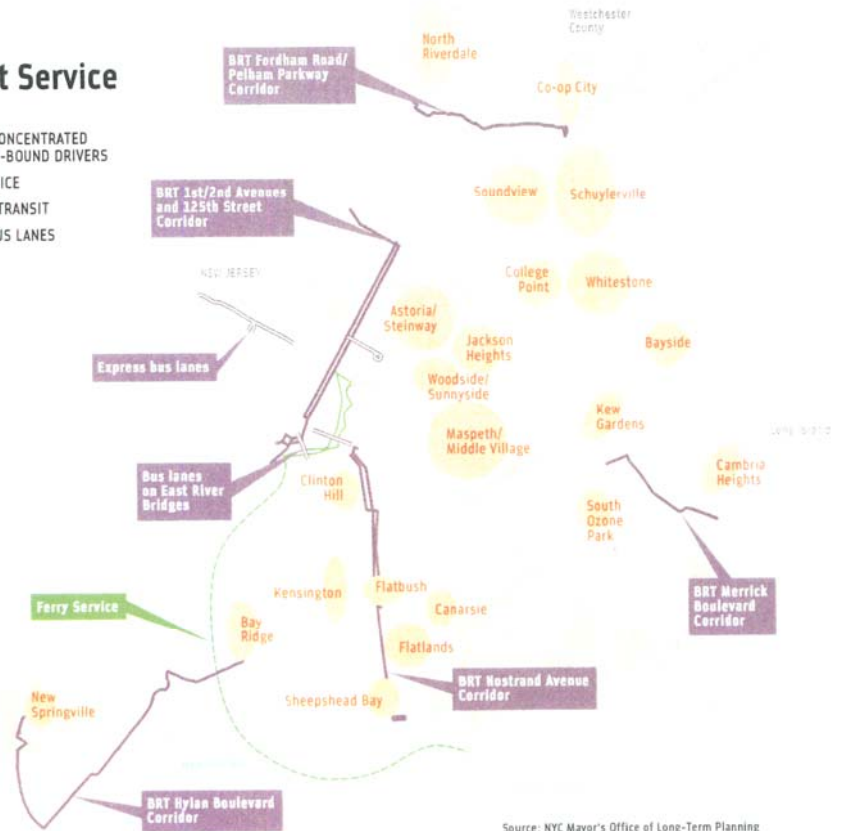 t Service
ONCENTRATED
-BOUND DRIVERS
ICE
TRANSIT
US LANES
Westchester
County
North
Riverdale
BRT Fordham Road/
Pelham Parkway
Corridor
Co-op City
BRT 1st/2nd Avenues
and 125th Street
Corridor
Soundview
Schuylerville
NEW JERSEY
College
Point
Whitestone
Astoria/
Steinway
Jackson
Heights
Bayside
Express bus lanes
Woodside/
Sunnyside
Kew
Gardens
Maspeth/
Middle Village
Long Island
Bus lanes
on East River
Bridges
Clinton
Hill
Cambria
Heights
South
Ozone
Park
Kensington
Flatbush
Canarsie
BRT Merrick
Boulevard
Corridor
Ferry Service
Bay
Ridge
Flatlands
BRT Nostrand Avenue
Corridor
New
Springville
Sheepshead Bay
BRT Hylan Boulevard
Corridor
Source: NYC Mayor's Office of Long-Term Planning